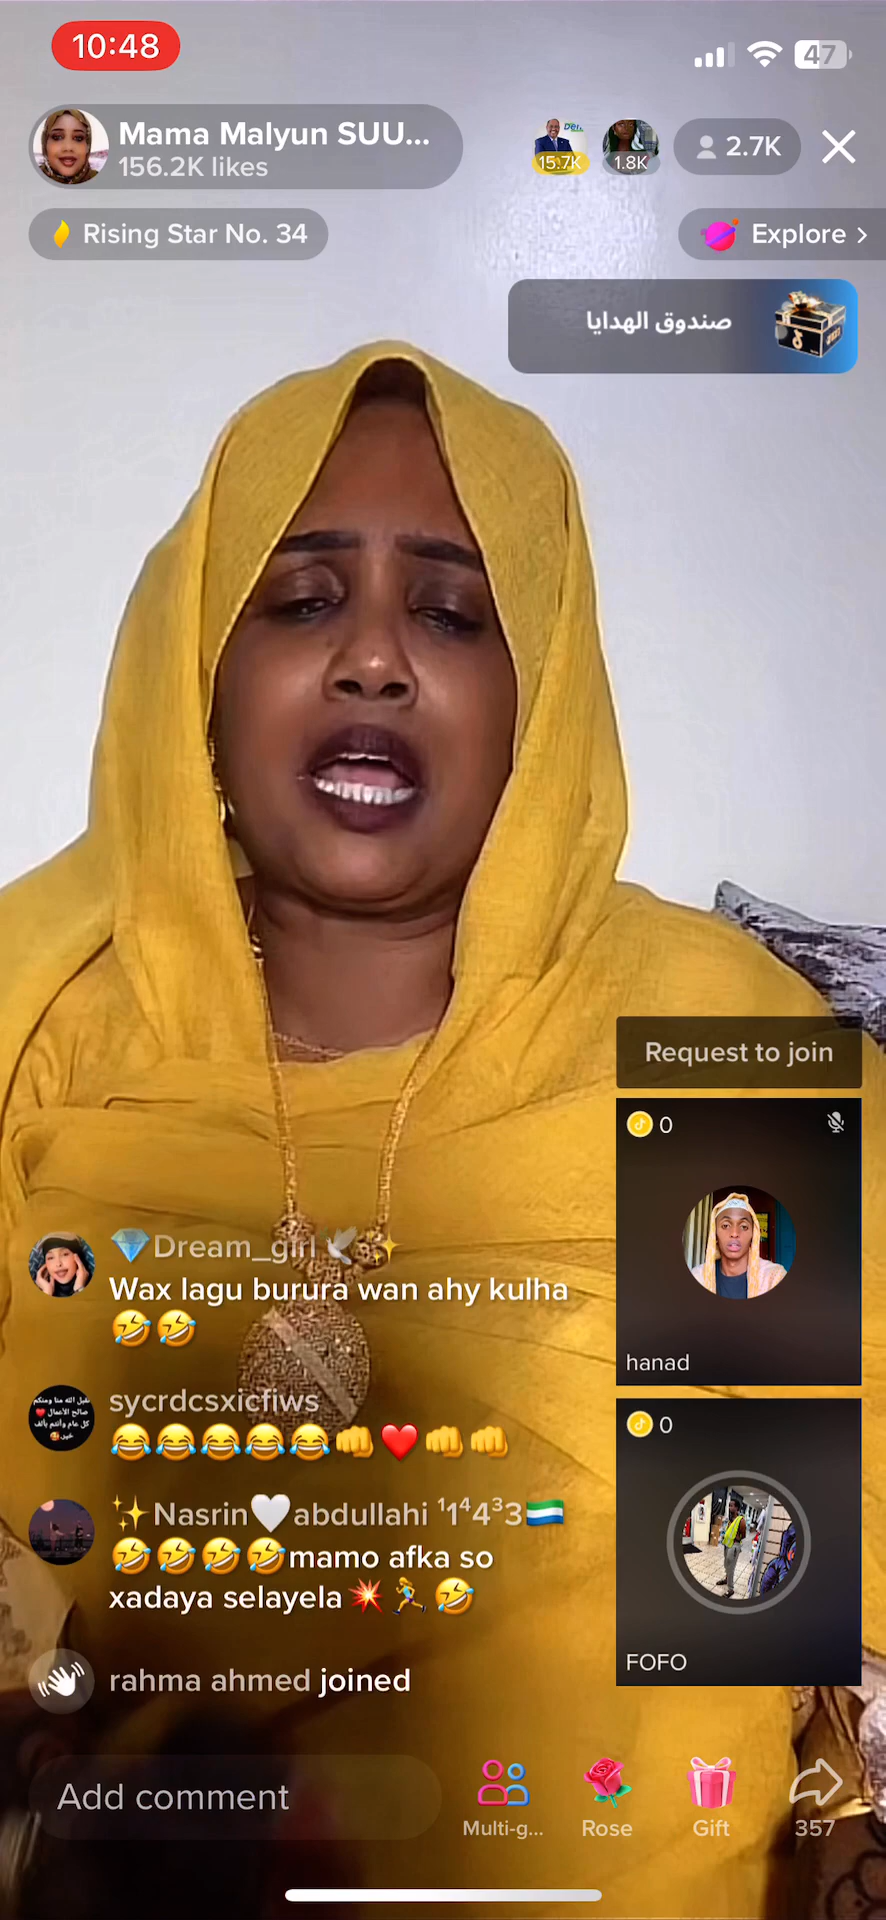 10:48
47
Mama Malyun SUU...
156.2K likes
15.7K
1.8K
2.7K
Rising Star No. 34
Explore >
صندوق الهدايا
Request to join
0
hanad
0
FOFO
💎Dream_girl🕊️✨
Wax lagu burura wan ahy kulha
🤣🤣
sycrdcsxicfiws
😂😂😂😂😂👊❤️👊👊
✨Nasrin🤍abdullahi ¹1⁴4³3🇸🇱
🤣🤣🤣🤣mamo afka so
xadaya selayela💥🏃‍♀️🤣
rahma ahmed joined
Add comment
Multi-g...
Rose
Gift
357